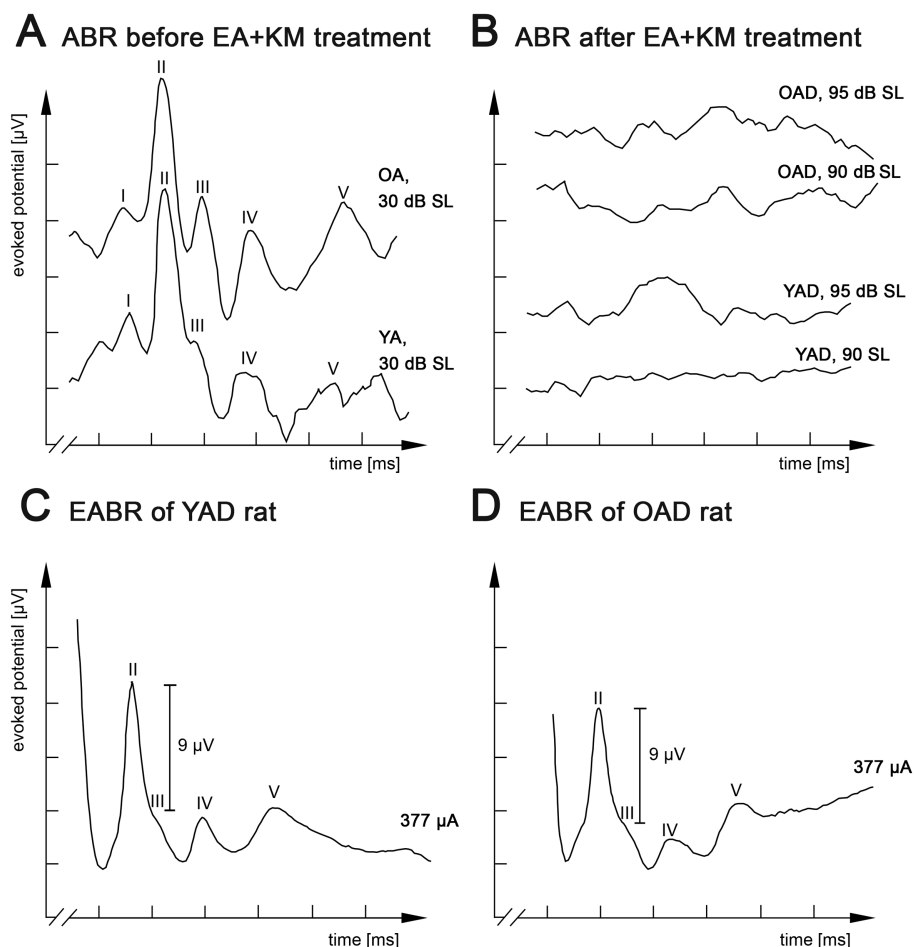 A ABR before EA+KM treatment
evoked potential [µV]
II
I
II
III
IV
V
OA,
30 dB SL
I
III
IV
V
YA,
30 dB SL
time [ms]
B ABR after EA+KM treatment
OAD, 95 dB SL
OAD, 90 dB SL
YAD, 95 dB SL
YAD, 90 SL
time [ms]
C EABR of YAD rat
evoked potential [µV]
II
9 µV
III
IV
V
377 µA
time [ms]
D EABR of OAD rat
II
9 µV
III
IV
V
377 µA
time [ms]